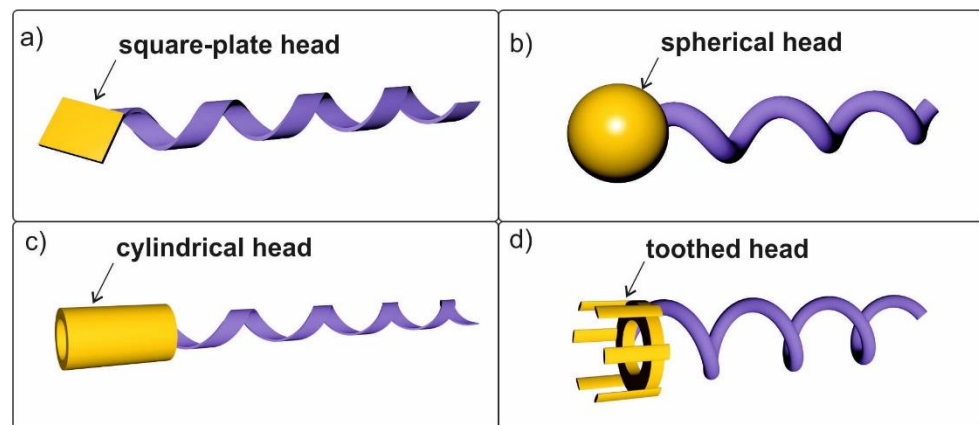 a)
square-plate head
b)
spherical head
c)
cylindrical head
d)
toothed head